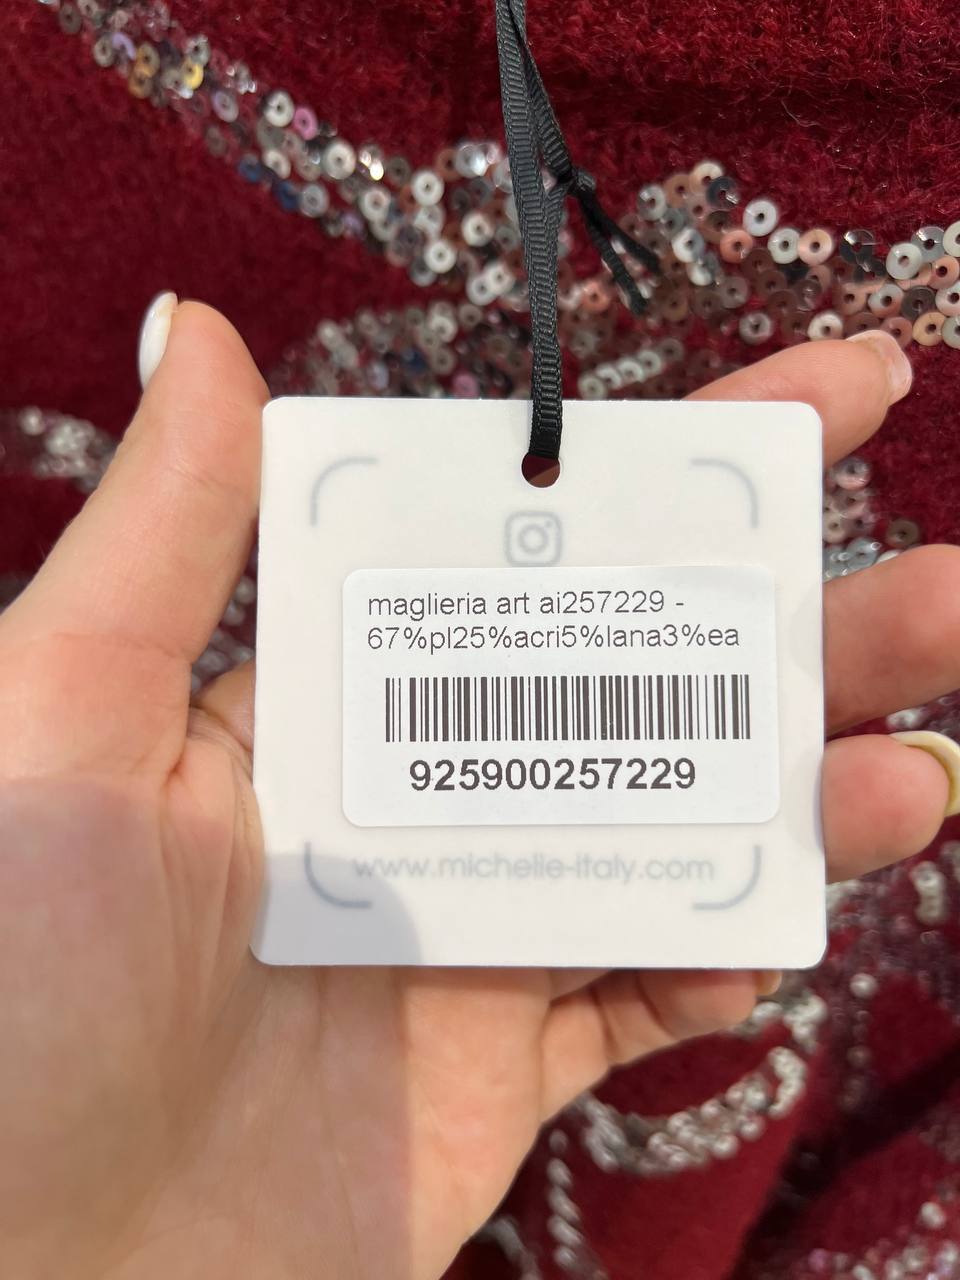 maglieria art ai257229 -
67%pl25%acri5%lana3%ea
925900257229
www.michelle-italy.com